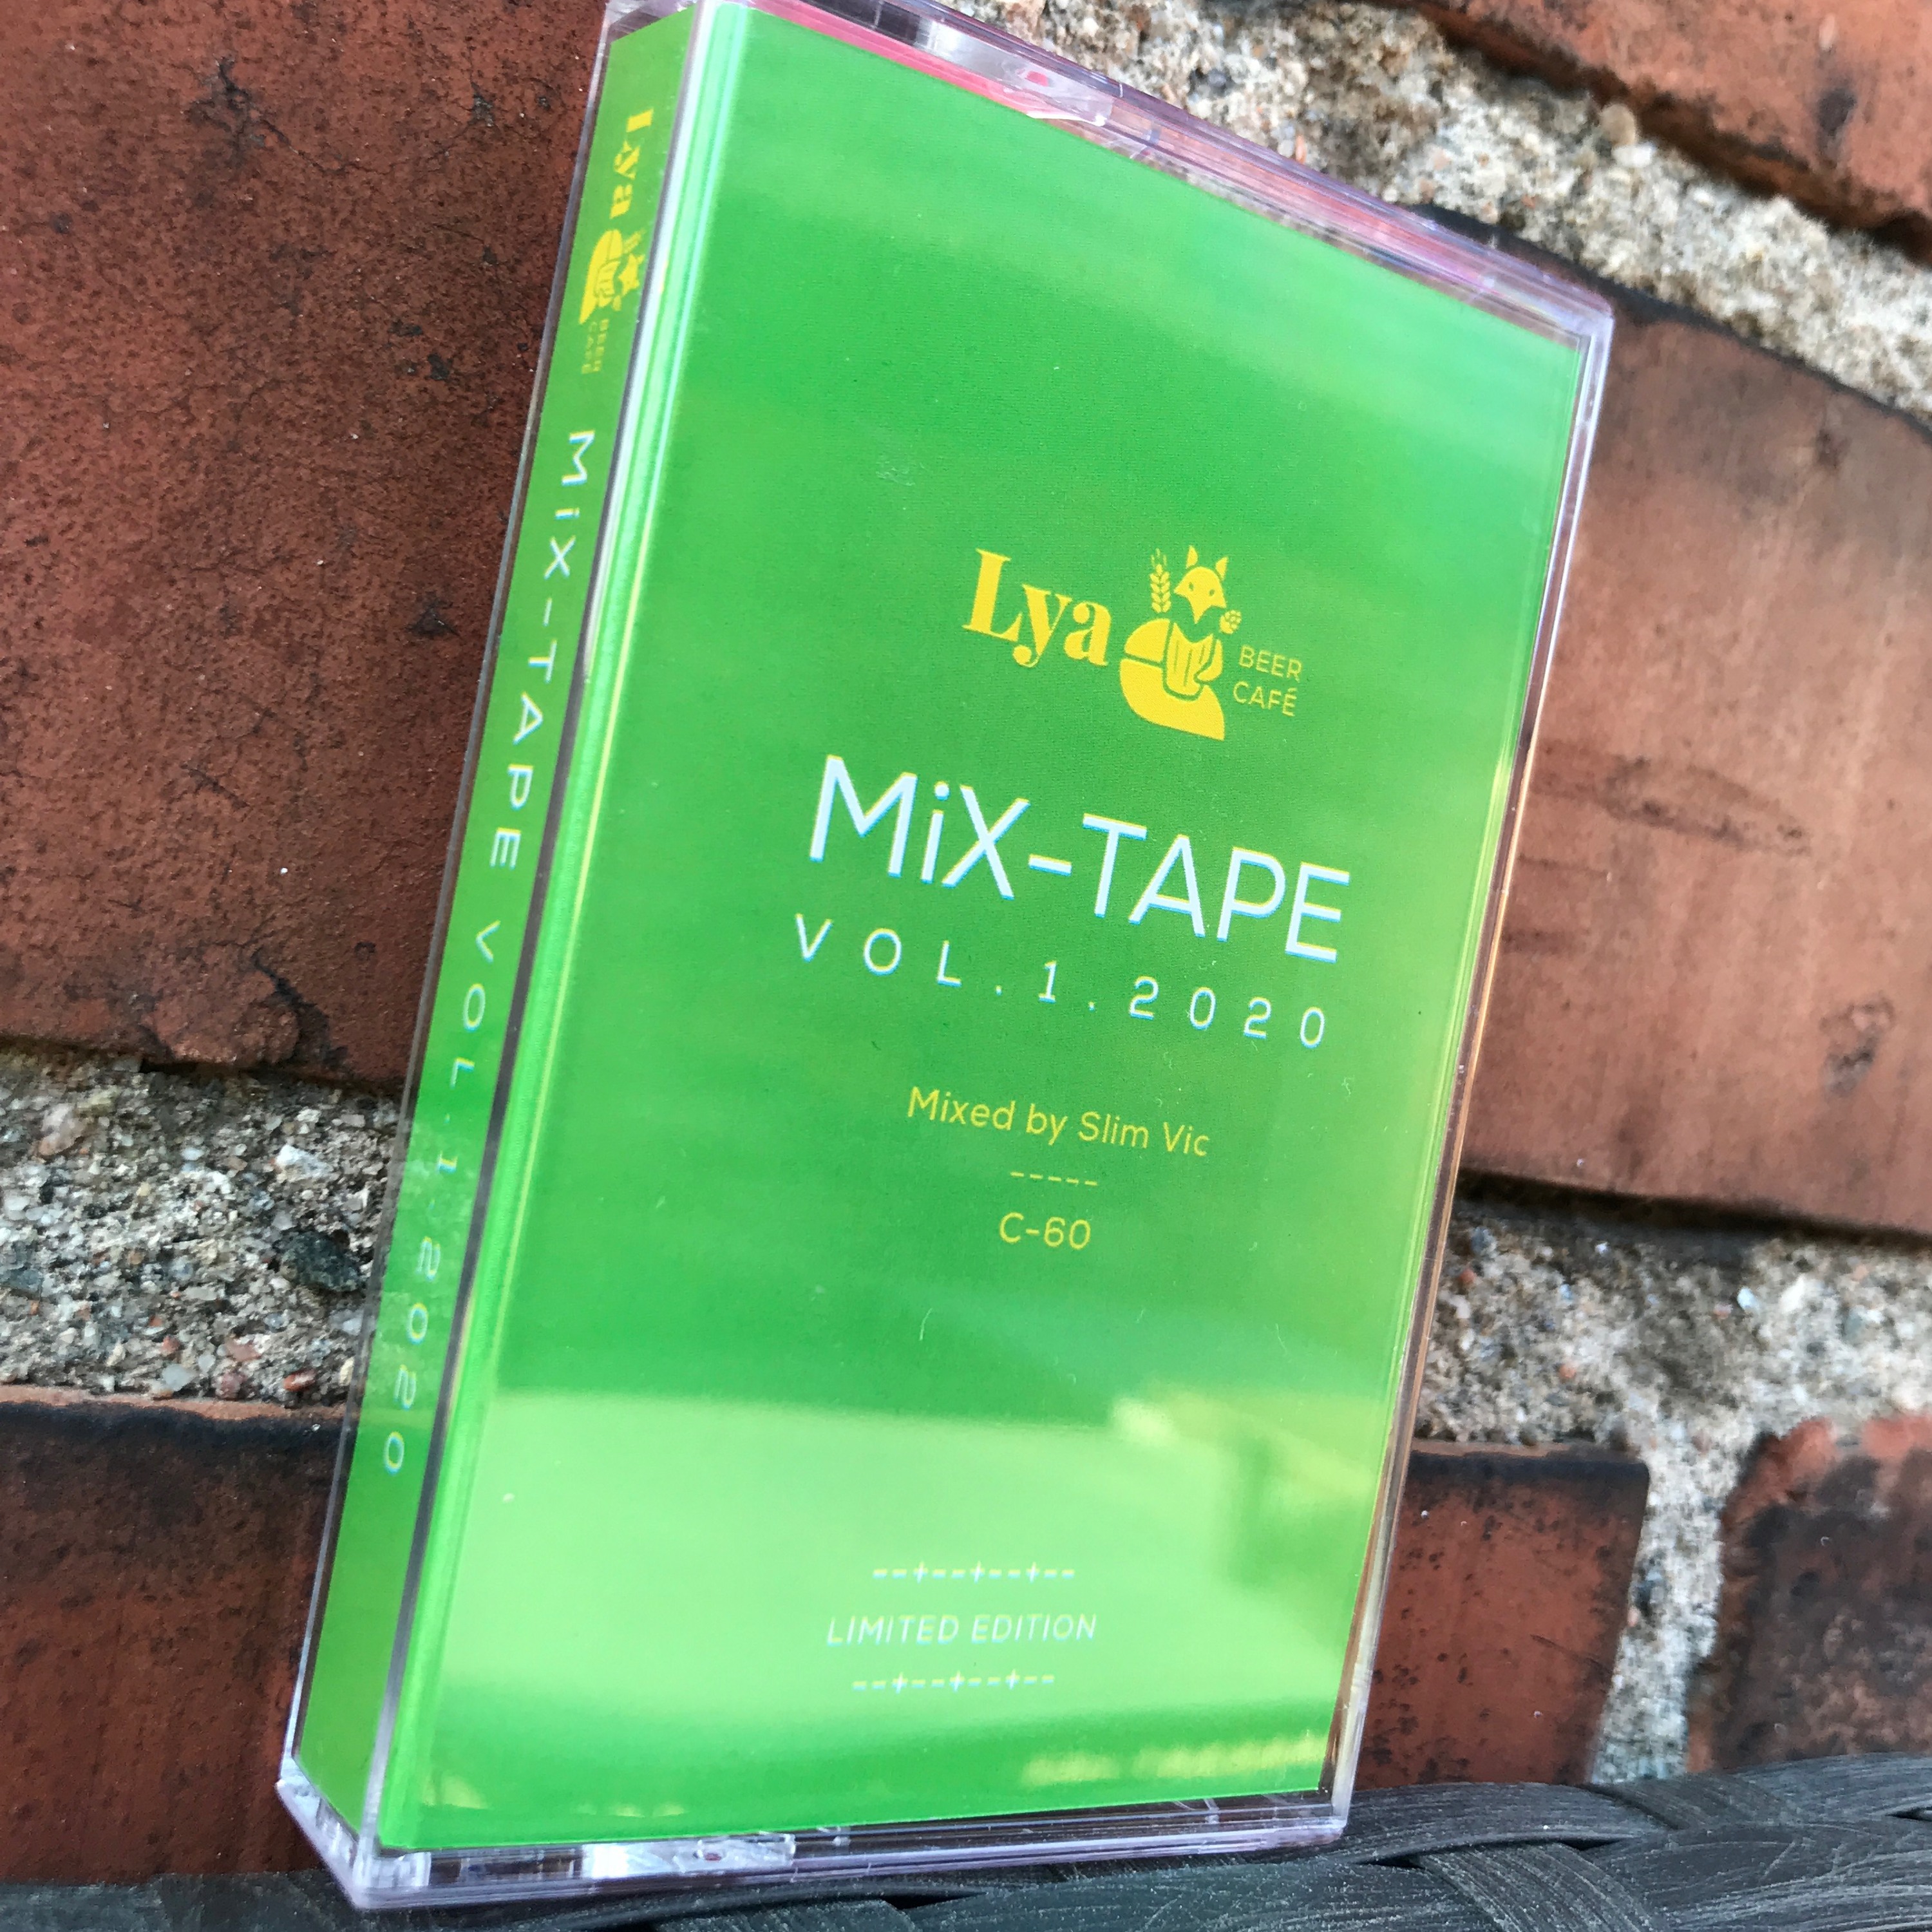 Lya
BEER
CAFÉ
MiX-TAPE VOL.1.2020
Lya
BEER
CAFÉ
MiX-TAPE
VOL.1.2020
Mixed by Slim Vic
-----
C-60
--+--+--+--
LIMITED EDITION
--+--+--+--